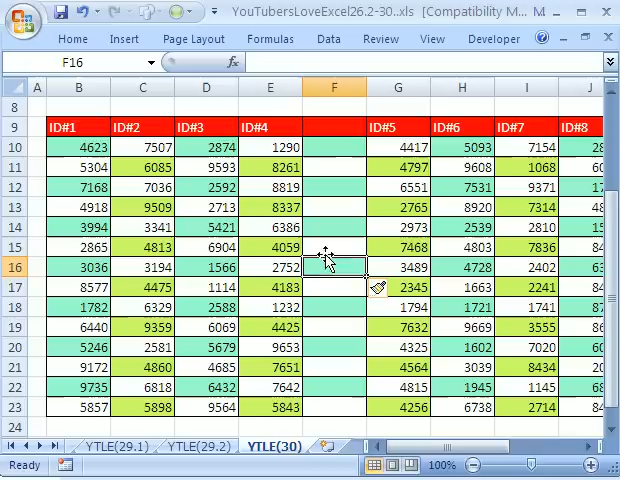 YouTubersLoveExcel26.2-30..xls [Compatibility M... M
Home Insert Page Layout Formulas Data Review View Developer
F16 fx
A B C D E F G H I J
8
9 ID#1 ID#2 ID#3 ID#4 ID#5 ID#6 ID#7 ID#8
10 4623 7507 2874 1290 4417 5093 7154 28
11 5304 6085 9593 8261 4797 9608 1068 60
12 7168 7036 2592 8819 6551 7531 9371 17
13 4918 9509 2713 8337 2765 8920 7314 48
14 3994 3341 5421 6386 2973 2539 2810 15
15 2865 4813 6904 4059 7468 4803 7836 84
16 3036 3194 1566 2752 3489 4728 2402 63
17 8577 4475 1114 4183 2345 1663 2241 84
18 1782 6329 2588 1232 1794 1721 1741 87
19 6440 9359 6069 4425 7632 9669 3555 86
20 5246 2581 5679 9653 4325 1602 7020 60
21 9172 4860 4685 7651 4564 3039 8434 20
22 9735 6818 6432 7642 4815 1945 1145 68
23 5857 5898 9564 5843 4256 6738 2714 84
24
YTLE(29.1) YTLE(29.2) YTLE(30)
Ready 100%